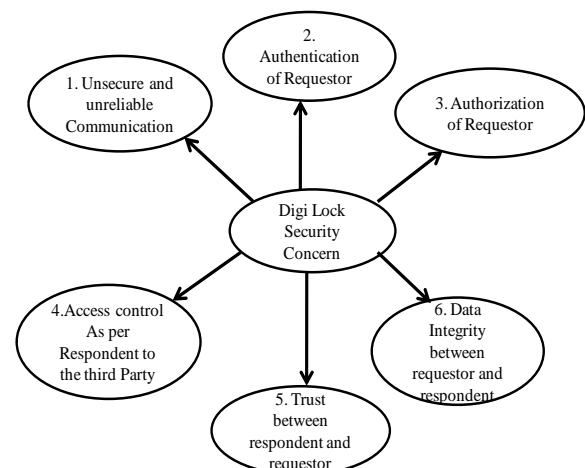 2.
Authentication
of Requestor
1. Unsecure and
unreliable
Communication
3. Authorization
of Requestor
Digi Lock
Security
Concern
4.Access control
As per
Respondent to
the third Party
6. Data
Integrity
between
requestor and
respondent
5. Trust
between
respondent and
requestor